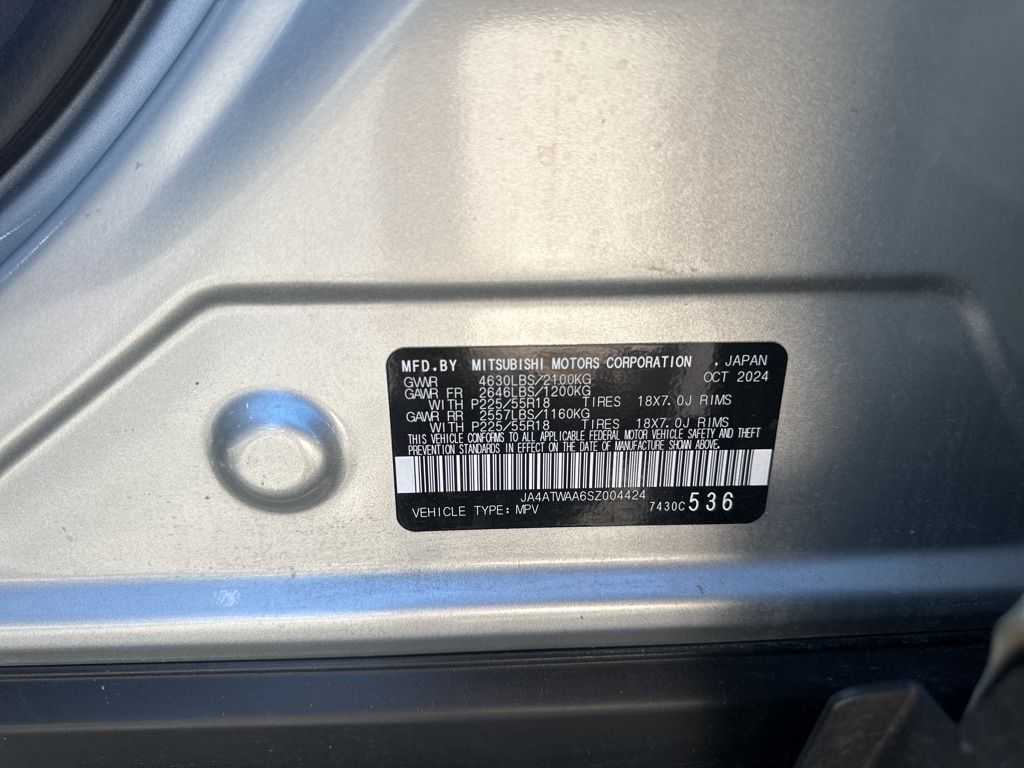 MFD.BY MITSUBISHI MOTORS CORPORATION , JAPAN
GVWR 4630LBS/2100KG OCT 2024
GAWR FR 2646LBS/1200KG
WITH P225/55R18 TIRES 18X7.0J RIMS
GAWR RR 2557LBS/1160KG
WITH P225/55R18 TIRES 18X7.0J RIMS
THIS VEHICLE CONFORMS TO ALL APPLICABLE FEDERAL MOTOR VEHICLE SAFETY AND THEFT
PREVENTION STANDARDS IN EFFECT ON THE DATE OF MANUFACTURE SHOWN ABOVE.
JA4ATWAA6SZ004424
VEHICLE TYPE: MPV 7430C 536